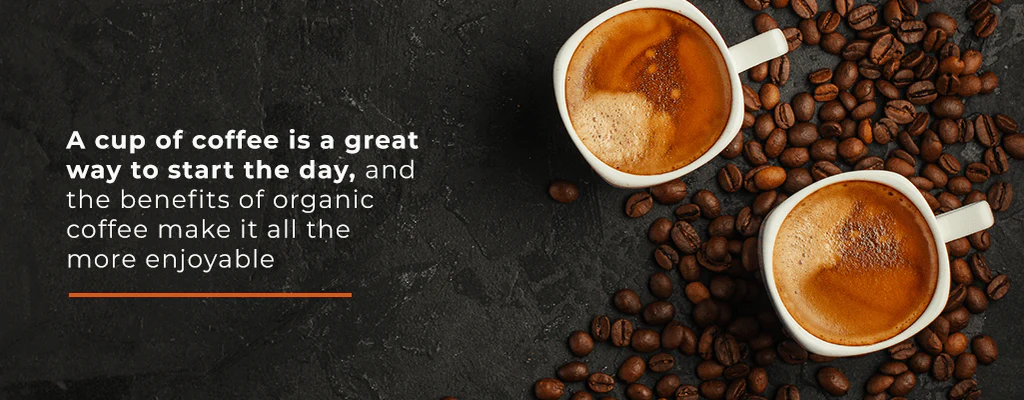 A cup of coffee is a great
way to start the day, and
the benefits of organic
coffee make it all the
more enjoyable